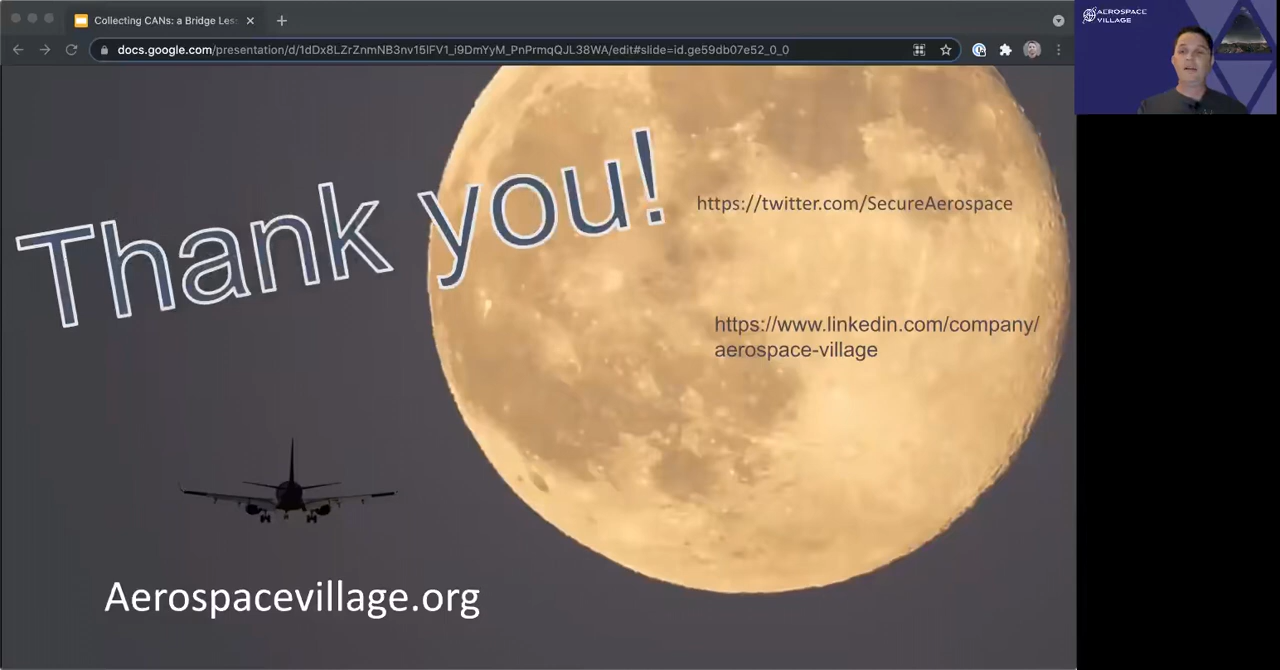 Collecting CANs: a Bridge Les
docs.google.com/presentation/d/1dDx8LZrZnmNB3nv15lFV1_i9DmYyM_PnPrmqQJL38WA/edit#slide=id.ge59db07e52_0_0
AEROSPACE
VILLAGE
Thank you!
https://twitter.com/SecureAerospace
https://www.linkedin.com/company/
aerospace-village
Aerospacevillage.org